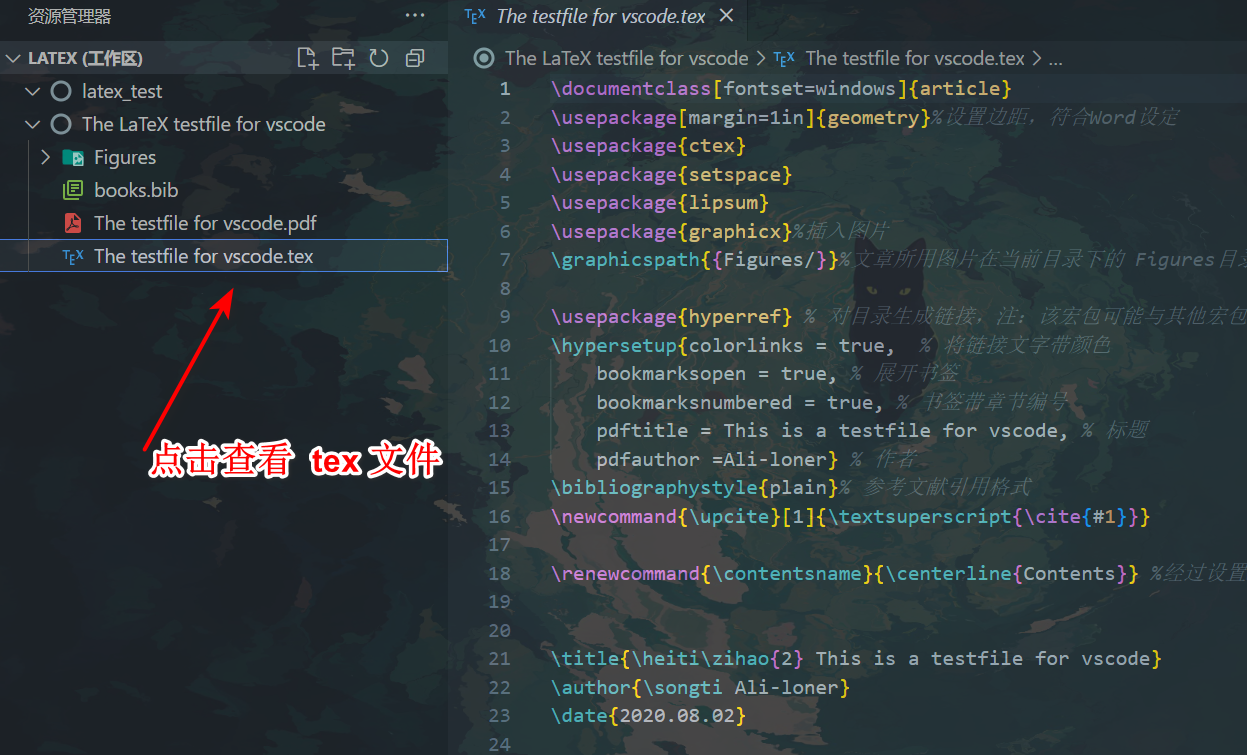 资源管理器
LATEX (工作区)
latex_test
The LaTeX testfile for vscode
Figures
books.bib
The testfile for vscode.pdf
TEX The testfile for vscode.tex
点击查看 tex 文件
TEX The testfile for vscode.tex
The LaTeX testfile for vscode > TEX The testfile for vscode.tex > ...
1 \documentclass[fontset=windows]{article}
2 \usepackage[margin=1in]{geometry}%设置边距，符合Word设定
3 \usepackage{ctex}
4 \usepackage{setspace}
5 \usepackage{lipsum}
6 \usepackage{graphicx}%插入图片
7 \graphicspath{{Figures/}}%文章所用图片在当前目录下的 Figures目录
8
9 \usepackage{hyperref} % 对目录生成链接，注：该宏包可能与其他宏包
10 \hypersetup{colorlinks = true, % 将链接文字带颜色
11 bookmarksopen = true, % 展开书签
12 bookmarksnumbered = true, % 书签带章节编号
13 pdftitle = This is a testfile for vscode, % 标题
14 pdfauthor =Ali-loner} % 作者
15 \bibliographystyle{plain}% 参考文献引用格式
16 \newcommand{\upcite}[1]{\textsuperscript{\cite{#1}}}
17
18 \renewcommand{\contentsname}{\centerline{Contents}} %经过设置
19
20
21 \title{\heiti\zihao{2} This is a testfile for vscode}
22 \author{\songti Ali-loner}
23 \date{2020.08.02}
24